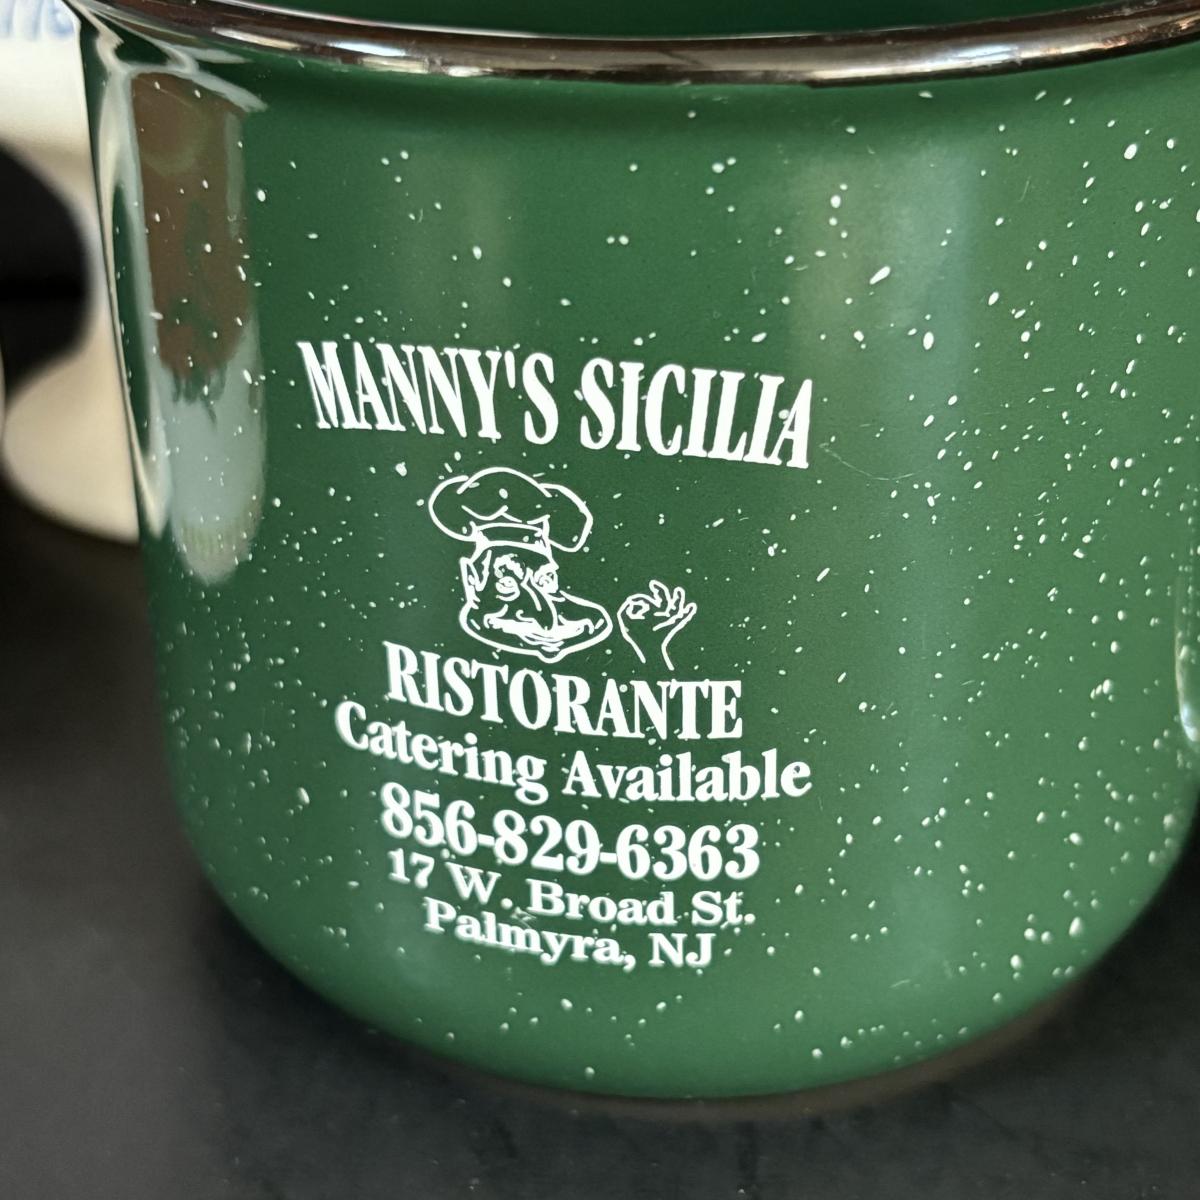 MANNY'S SICILIA
RISTORANTE
Catering Available
856-829-6363
17 W. Broad St.
Palmyra, NJ